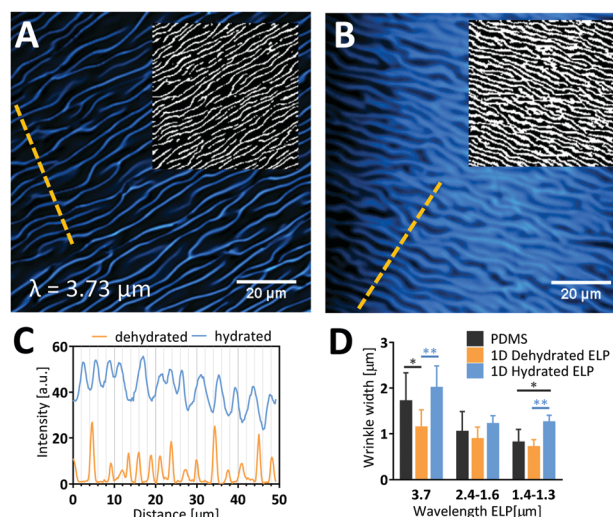 A
B
λ = 3.73 µm
20 µm
20 µm
C
dehydrated
hydrated
Intensity [a.u.]
60
40
20
0
0
10
20
30
40
50
Distance [µm]
D
PDMS
1D Dehydrated ELP
1D Hydrated ELP
Wrinkle width [µm]
3
2
1
0
*
**
*
**
3.7
2.4-1.6
1.4-1.3
Wavelength ELP[µm]